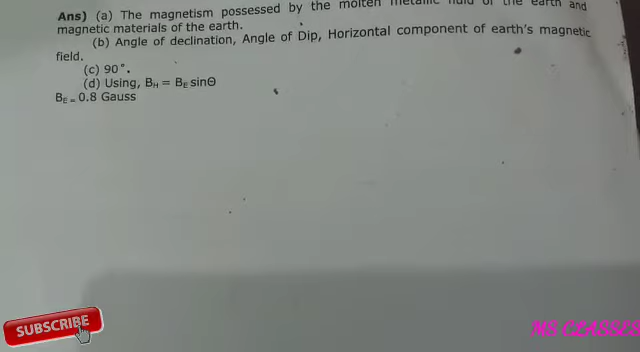 Ans) (a) The magnetism possessed by the molten metallic fluid of the earth and
magnetic materials of the earth.
(b) Angle of declination, Angle of Dip, Horizontal component of earth's magnetic
field.
(c) 90°.
(d) Using, BH = BE sinΘ
BE = 0.8 Gauss
SUBSCRIBE
MS CLASSES